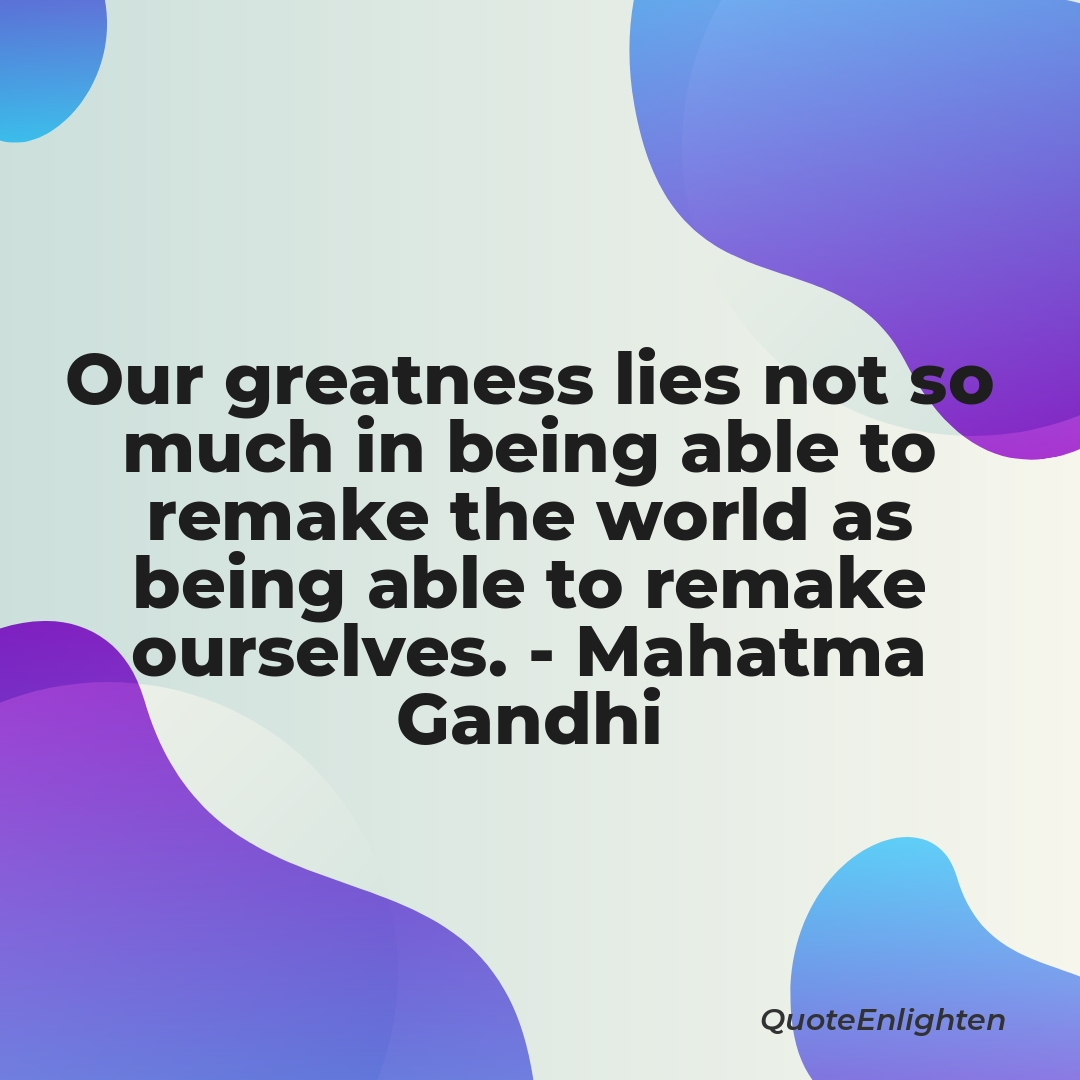 Our greatness lies not so
much in being able to
remake the world as
being able to remake
ourselves. - Mahatma
Gandhi
QuoteEnlighten